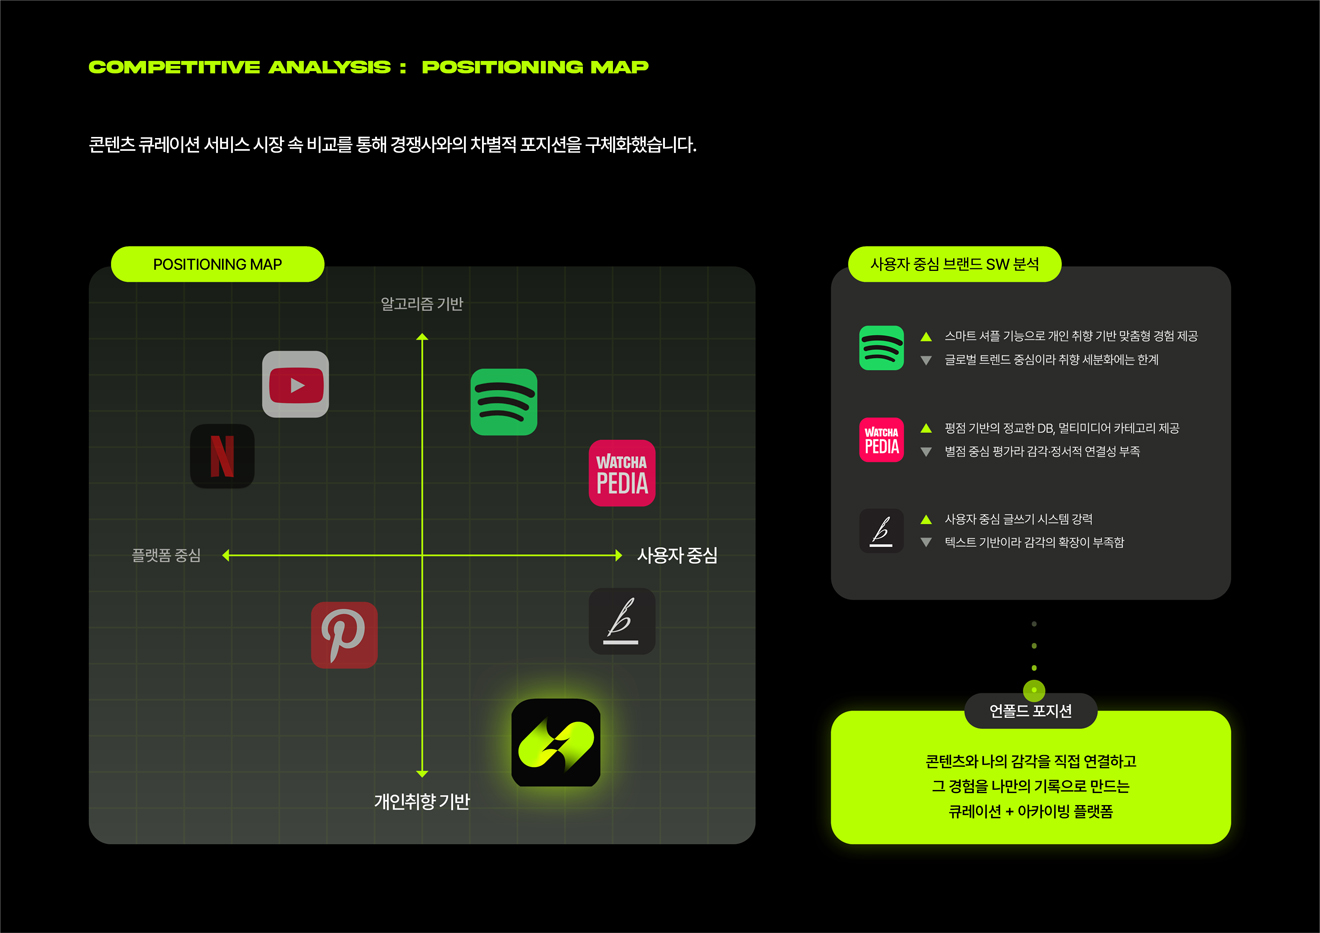 COMPETITIVE ANALYSIS : POSITIONING MAP
콘텐츠 큐레이션 서비스 시장 속 비교를 통해 경쟁사와의 차별적 포지션을 구체화했습니다.
POSITIONING MAP
알고리즘 기반
N
WATCHA
PEDIA
플랫폼 중심
사용자 중심
P
b
개인취향 기반
사용자 중심 브랜드 SW 분석
▲ 스마트 셔플 기능으로 개인 취향 기반 맞춤형 경험 제공
▼ 글로벌 트렌드 중심이라 취향 세분화에는 한계
WATCHA
PEDIA
▲ 평점 기반의 정교한 DB, 멀티미디어 카테고리 제공
▼ 별점 중심 평가라 감각·정서적 연결성 부족
b
▲ 사용자 중심 글쓰기 시스템 강력
▼ 텍스트 기반이라 감각의 확장이 부족함
언폴드 포지션
콘텐츠와 나의 감각을 직접 연결하고
그 경험을 나만의 기록으로 만드는
큐레이션 + 아카이빙 플랫폼